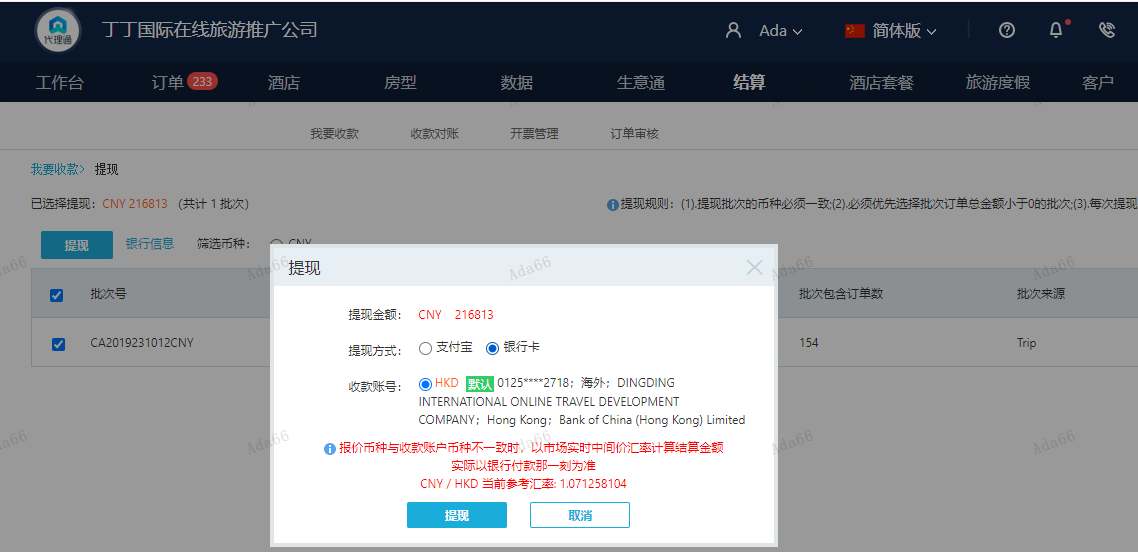 代理通
丁丁国际在线旅游推广公司
Ada
简体版
工作台 订单 233 酒店 房型 数据 生意通 结算 酒店套餐 旅游度假 客户
我要收款 收款对账 开票管理 订单审核
我要收款> 提现
已选择提现: CNY 216813 (共计 1 批次)
提现规则: (1).提现批次的币种必须一致;(2).必须优先选择批次订单总金额小于0的批次;(3).每次提现
提现 银行信息 筛选币种: CNY
批次号 批次包含订单数 批次来源
CA2019231012CNY 154 Trip
提现
提现金额: CNY 216813
提现方式: 支付宝 银行卡
收款账号: HKD 默认 0125****2718; 海外; DINGDING
INTERNATIONAL ONLINE TRAVEL DEVELOPMENT
COMPANY; Hong Kong; Bank of China (Hong Kong) Limited
报价币种与收款账户币种不一致时，以市场实时中间价汇率计算结算金额
实际以银行付款那一刻为准
CNY / HKD 当前参考汇率: 1.071258104
提现 取消
Ada66
Ada66
Ada66
Ada66
Ada66
Ada66